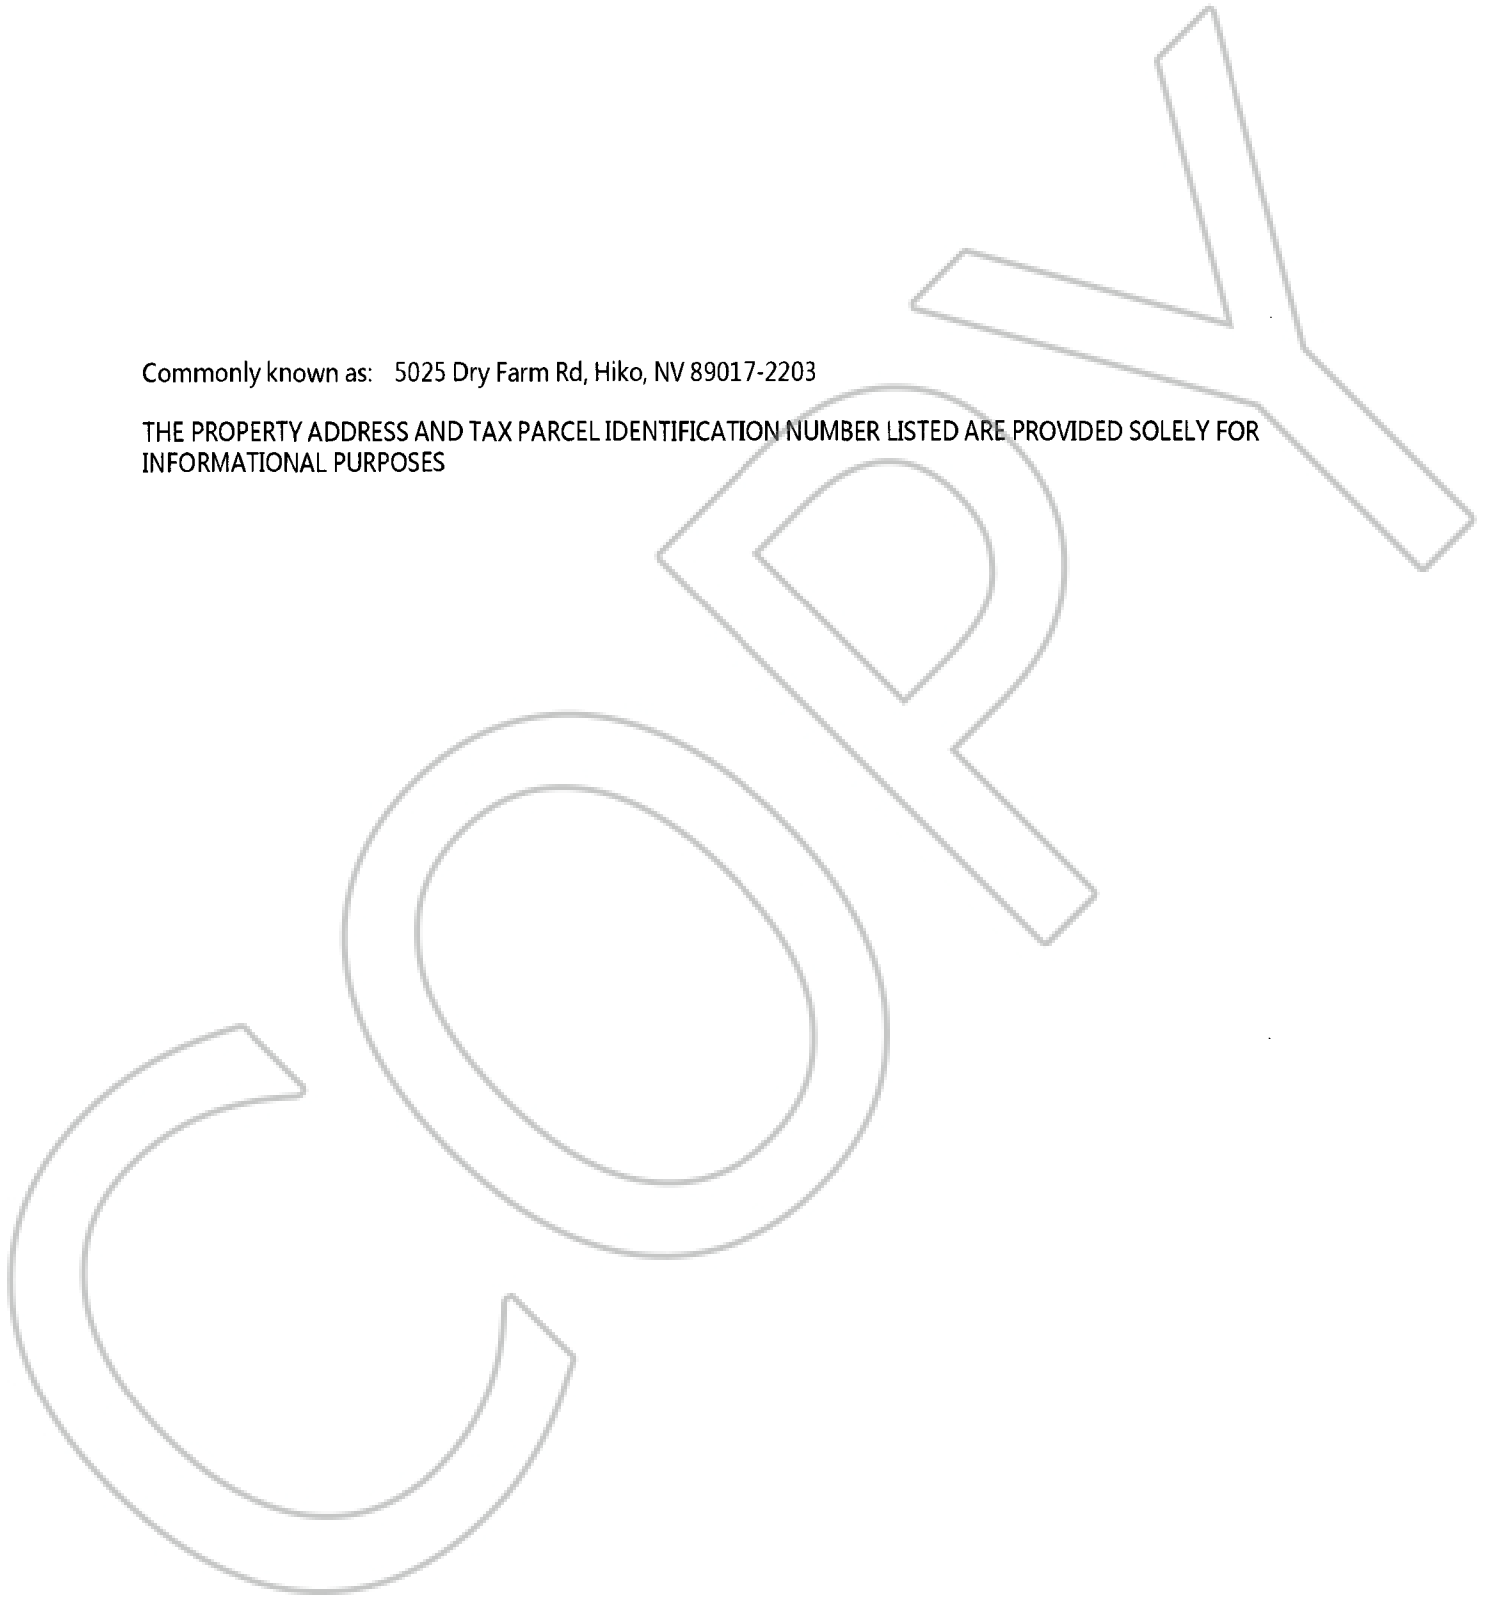 Commonly known as: 5025 Dry Farm Rd, Hiko, NV 89017-2203
THE PROPERTY ADDRESS AND TAX PARCEL IDENTIFICATION NUMBER LISTED ARE PROVIDED SOLELY FOR
INFORMATIONAL PURPOSES
COPY